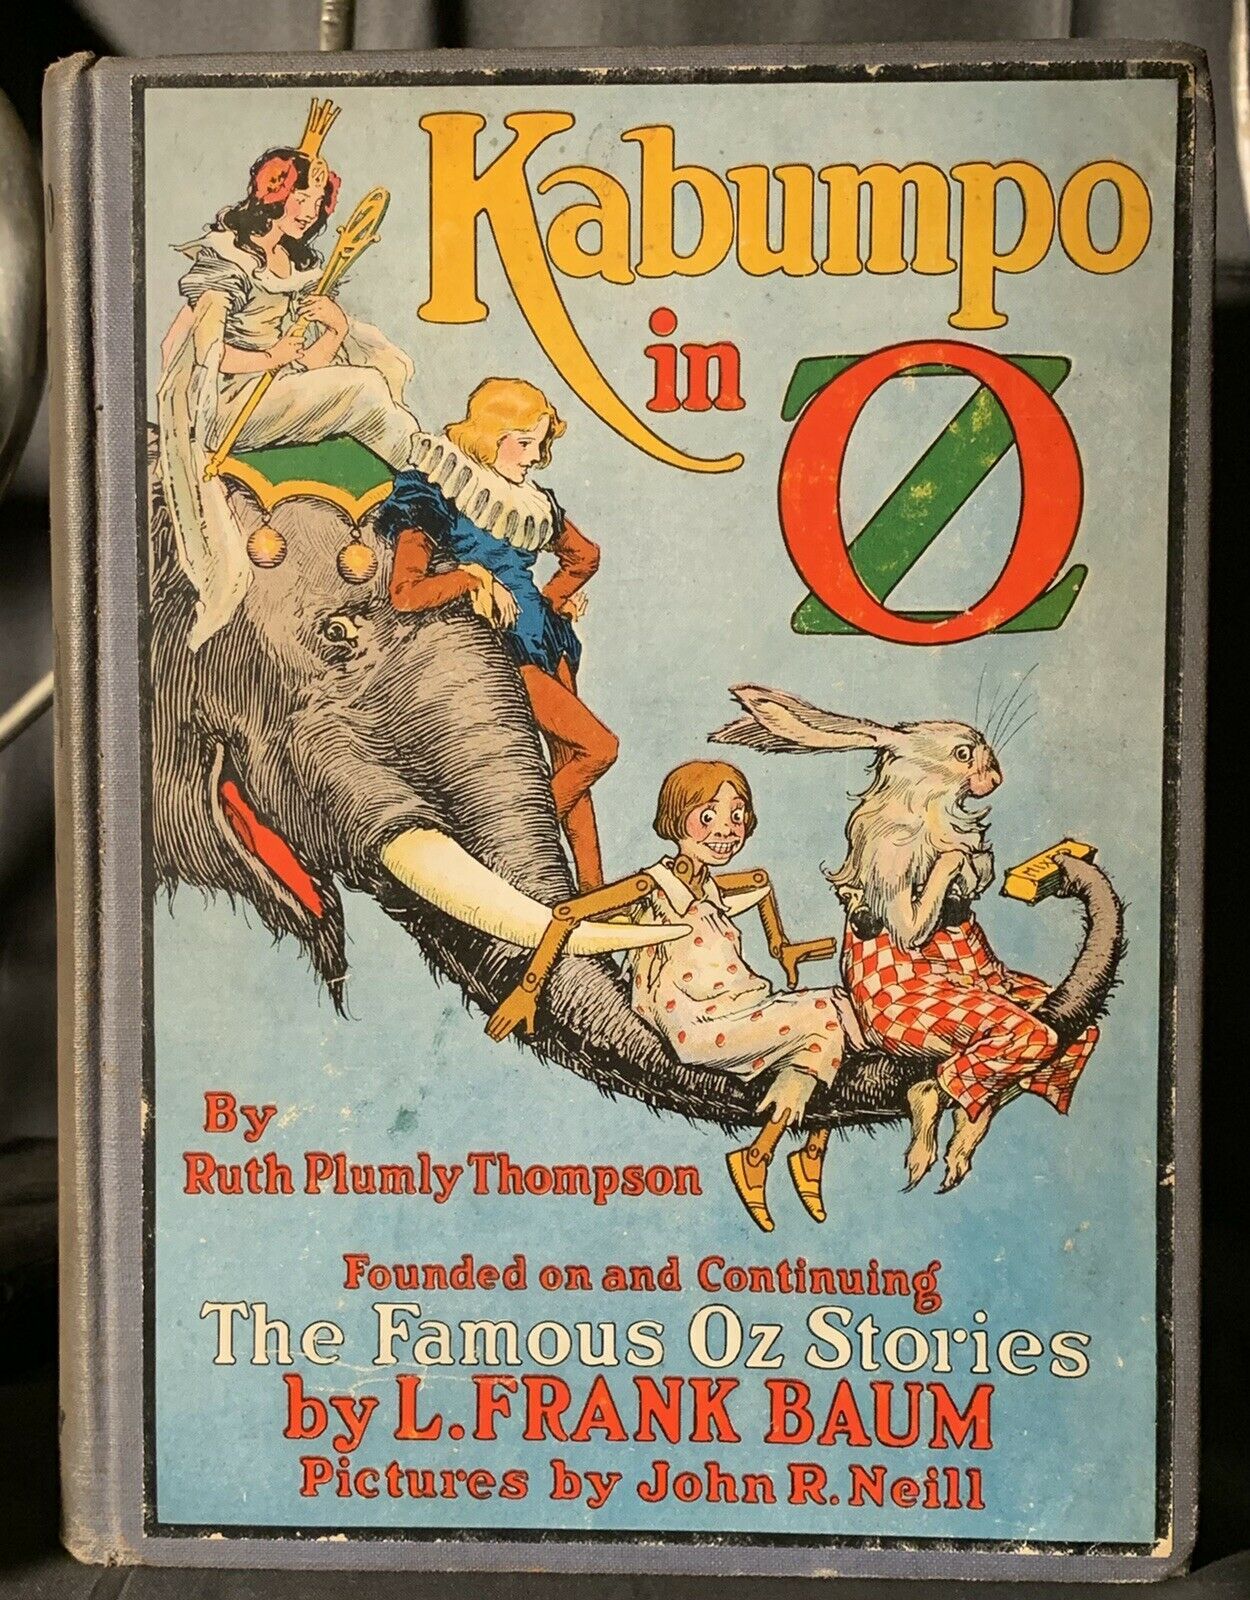 Kabumpo
in OZ
By
Ruth Plumly Thompson
Founded on and Continuing
The Famous Oz Stories
by L. FRANK BAUM
Pictures by John R. Neill